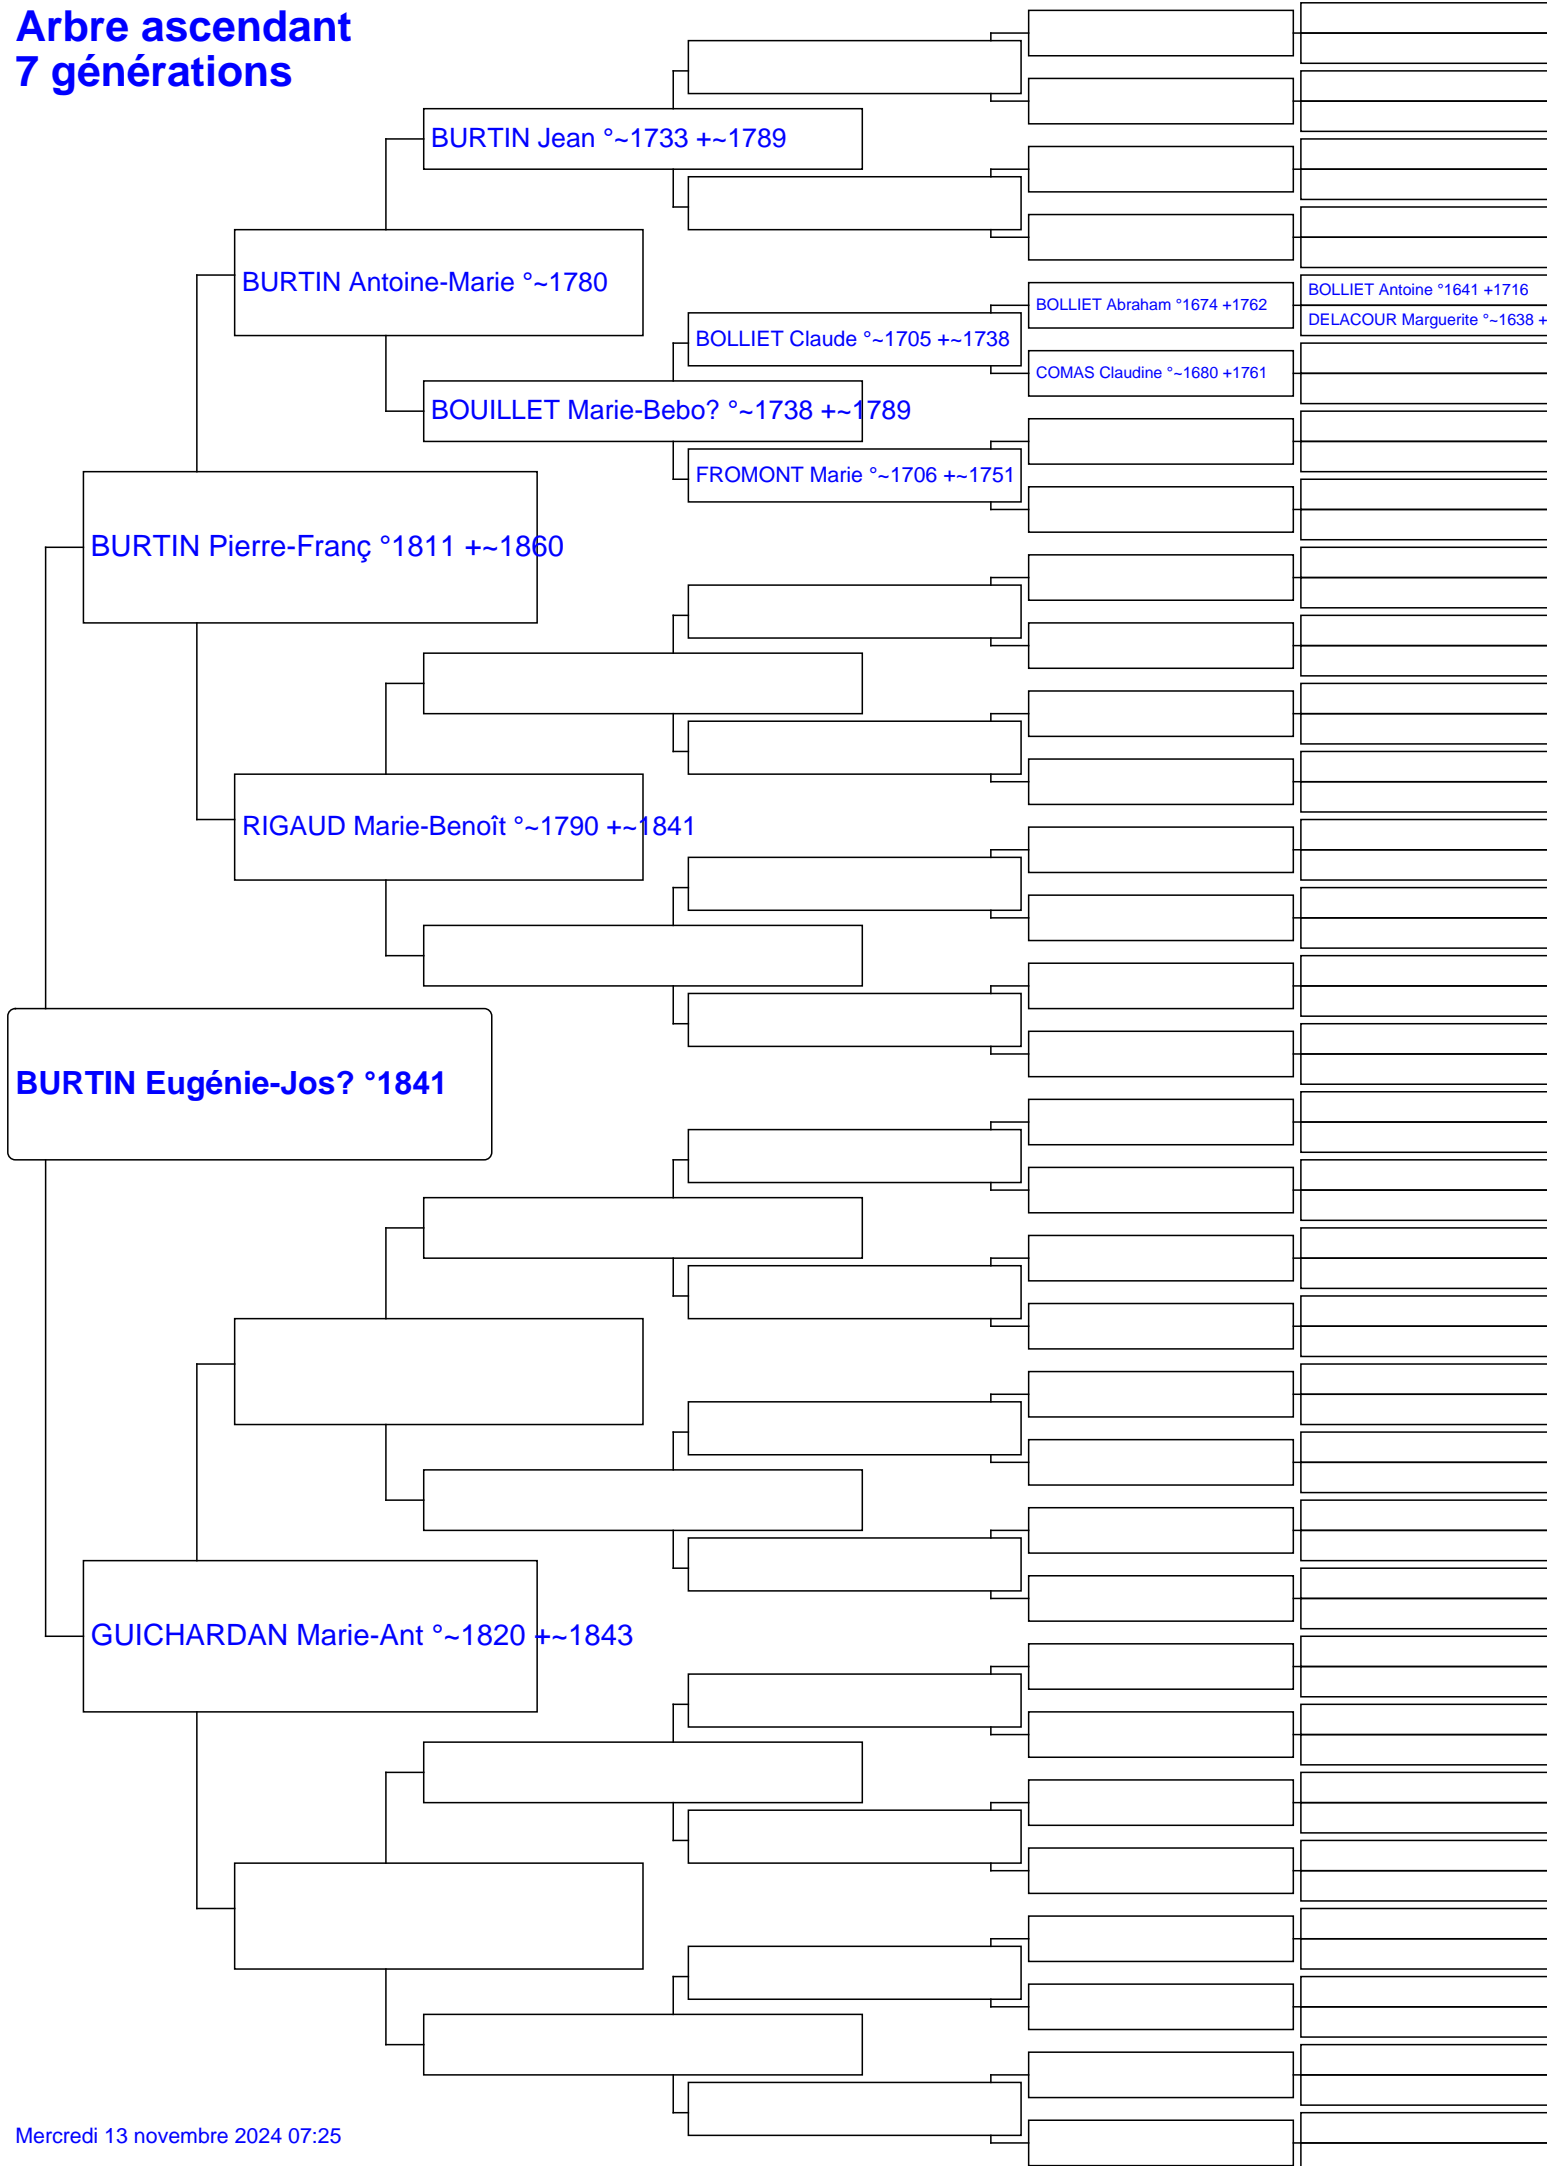 Arbre ascendant
7 générations
BURTIN Jean °~1733 +~1789
BURTIN Antoine-Marie °~1780
BOLLIET Antoine °1641 +1716
BOLLIET Abraham °1674 +1762
DELACOUR Marguerite °~1638 +
BOLLIET Claude °~1705 +~1738
COMAS Claudine °~1680 +1761
BOUILLET Marie-Bebo? °~1738 +~1789
FROMONT Marie °~1706 +~1751
BURTIN Pierre-Franç °1811 +~1860
RIGAUD Marie-Benoît °~1790 +~1841
BURTIN Eugénie-Jos? °1841
GUICHARDAN Marie-Ant °~1820 +~1843
Mercredi 13 novembre 2024 07:25